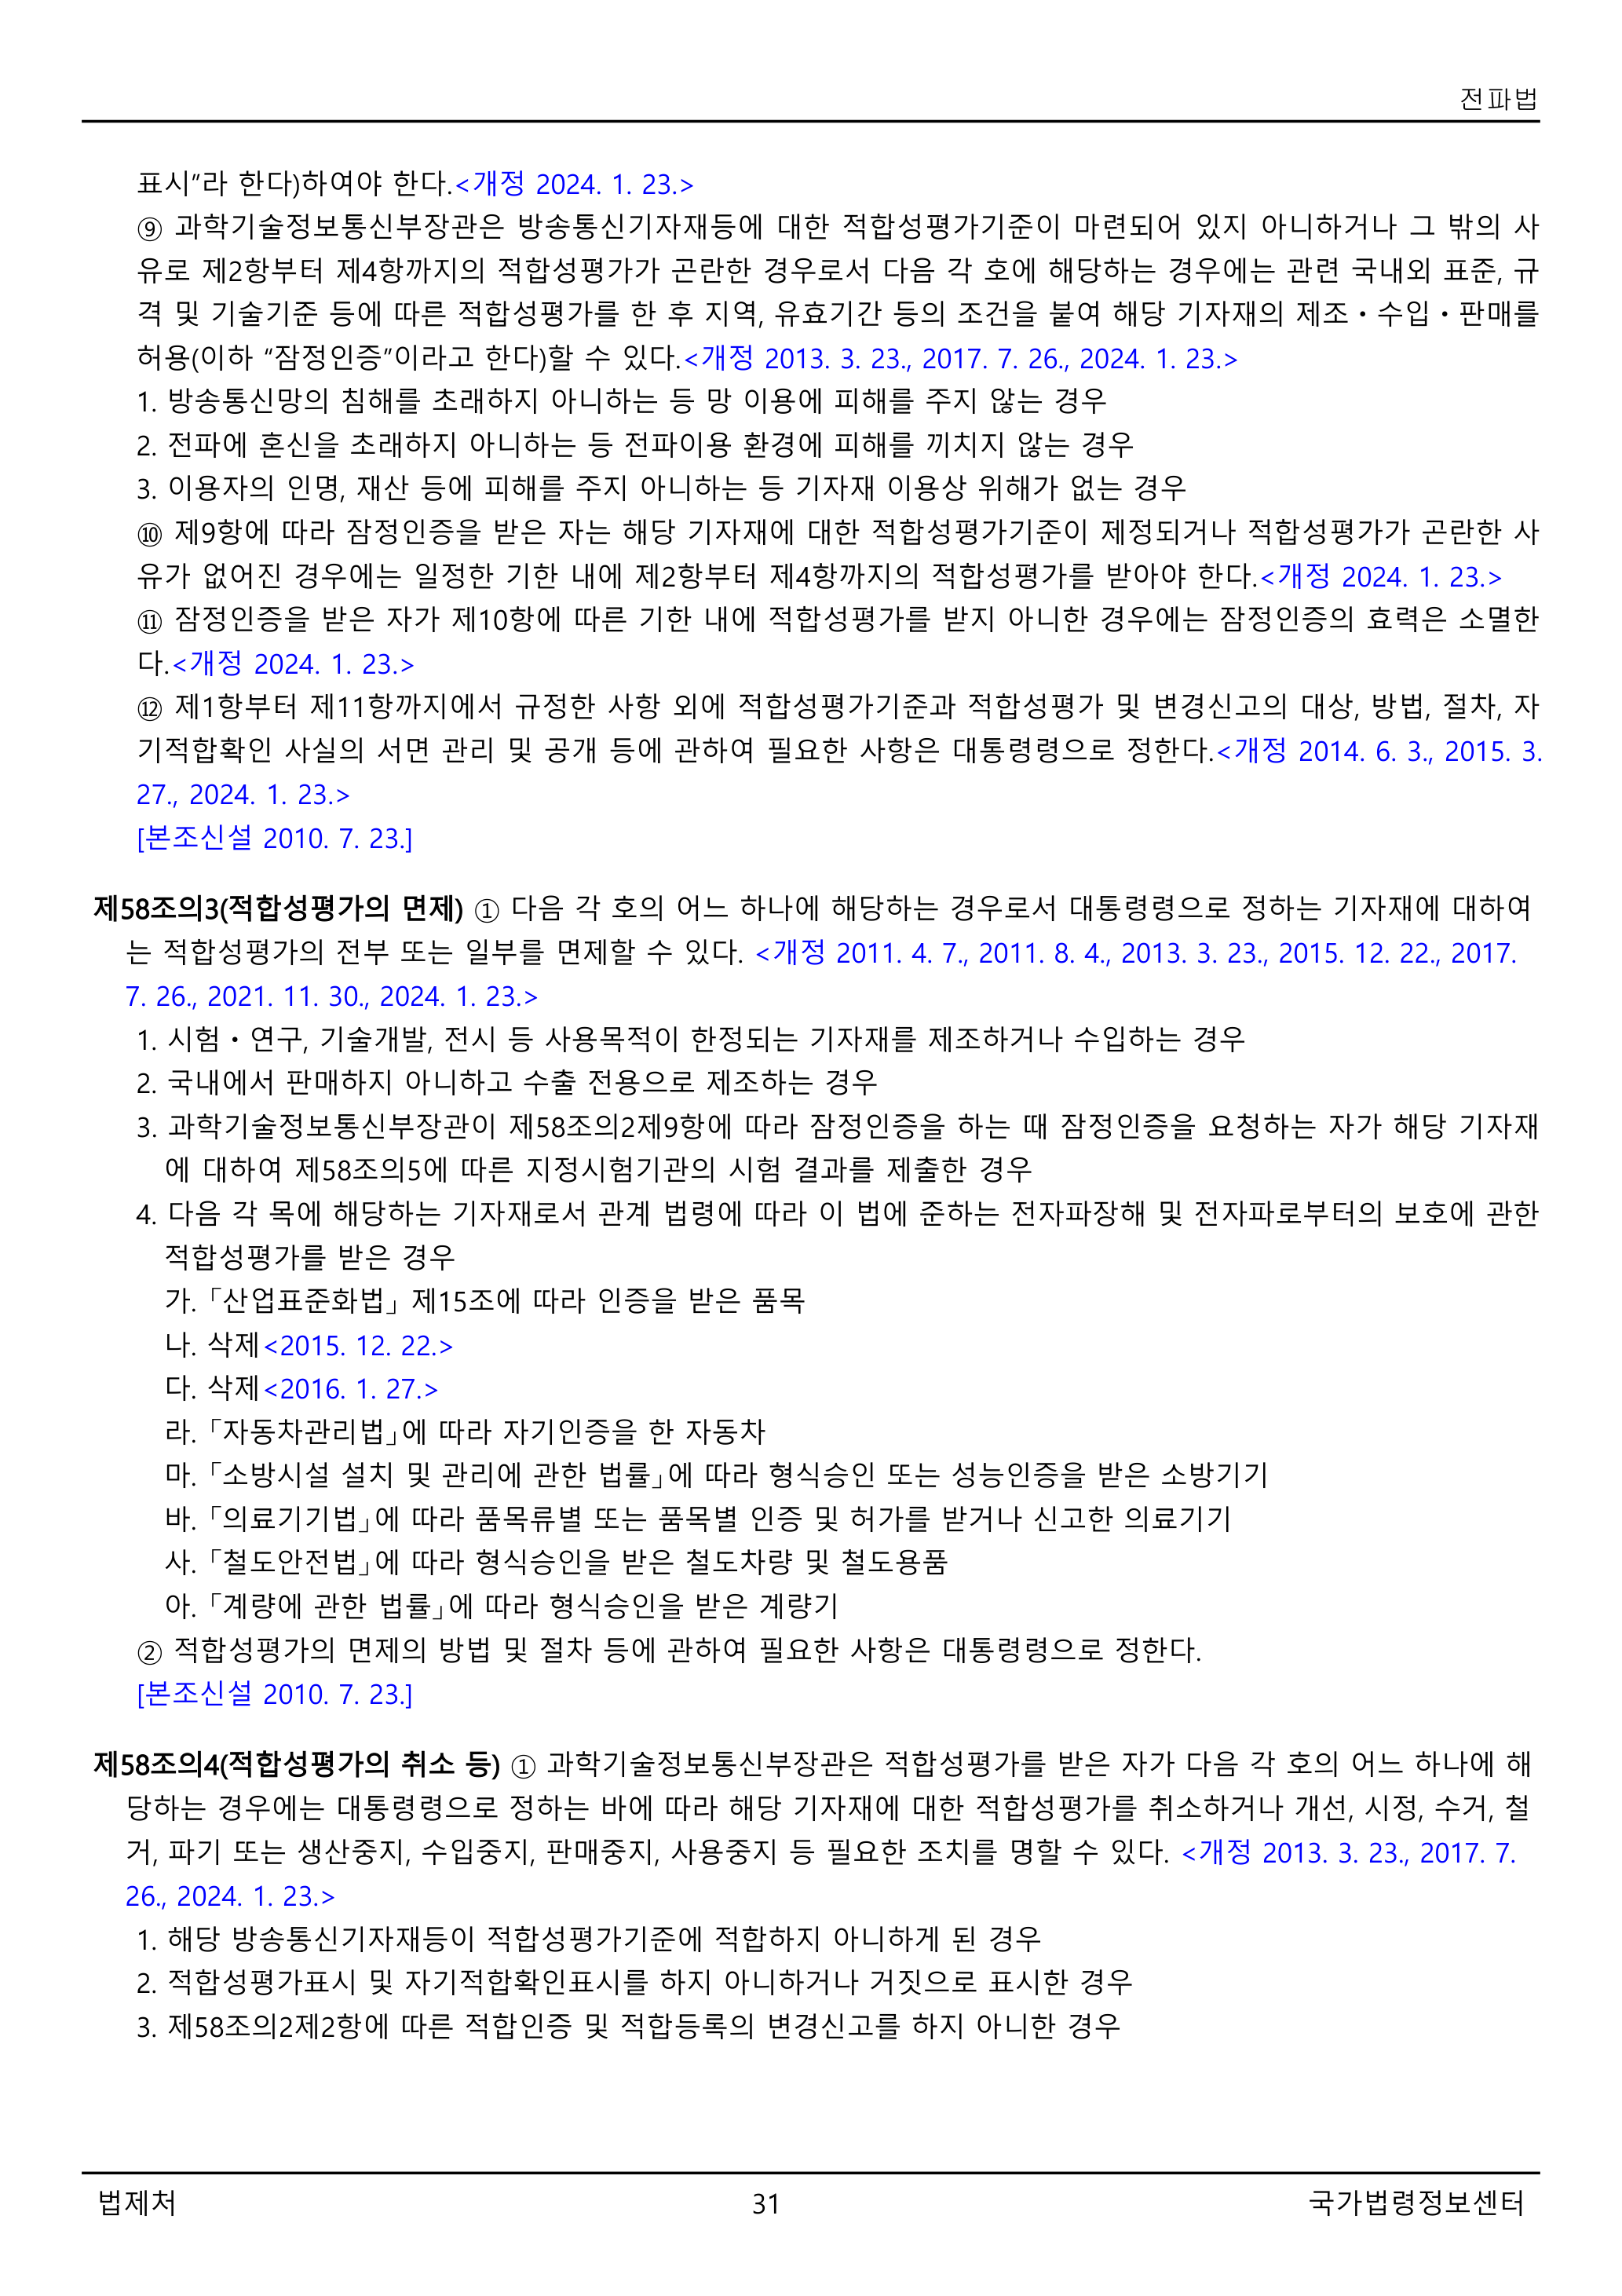 전파법
표시”라 한다)하여야 한다.<개정 2024. 1. 23.>
⑨ 과학기술정보통신부장관은 방송통신기자재등에 대한 적합성평가기준이 마련되어 있지 아니하거나 그 밖의 사
유로 제2항부터 제4항까지의 적합성평가가 곤란한 경우로서 다음 각 호에 해당하는 경우에는 관련 국내외 표준, 규
격 및 기술기준 등에 따른 적합성평가를 한 후 지역, 유효기간 등의 조건을 붙여 해당 기자재의 제조ㆍ수입ㆍ판매를
허용(이하 “잠정인증”이라고 한다)할 수 있다.<개정 2013. 3. 23., 2017. 7. 26., 2024. 1. 23.>
1. 방송통신망의 침해를 초래하지 아니하는 등 망 이용에 피해를 주지 않는 경우
2. 전파에 혼신을 초래하지 아니하는 등 전파이용 환경에 피해를 끼치지 않는 경우
3. 이용자의 인명, 재산 등에 피해를 주지 아니하는 등 기자재 이용상 위해가 없는 경우
⑩ 제9항에 따라 잠정인증을 받은 자는 해당 기자재에 대한 적합성평가기준이 제정되거나 적합성평가가 곤란한 사
유가 없어진 경우에는 일정한 기한 내에 제2항부터 제4항까지의 적합성평가를 받아야 한다.<개정 2024. 1. 23.>
⑪ 잠정인증을 받은 자가 제10항에 따른 기한 내에 적합성평가를 받지 아니한 경우에는 잠정인증의 효력은 소멸한
다.<개정 2024. 1. 23.>
⑫ 제1항부터 제11항까지에서 규정한 사항 외에 적합성평가기준과 적합성평가 및 변경신고의 대상, 방법, 절차, 자
기적합확인 사실의 서면 관리 및 공개 등에 관하여 필요한 사항은 대통령령으로 정한다.<개정 2014. 6. 3., 2015. 3.
27., 2024. 1. 23.>
[본조신설 2010. 7. 23.]
제58조의3(적합성평가의 면제) ① 다음 각 호의 어느 하나에 해당하는 경우로서 대통령령으로 정하는 기자재에 대하여
는 적합성평가의 전부 또는 일부를 면제할 수 있다. <개정 2011. 4. 7., 2011. 8. 4., 2013. 3. 23., 2015. 12. 22., 2017.
7. 26., 2021. 11. 30., 2024. 1. 23.>
1. 시험ㆍ연구, 기술개발, 전시 등 사용목적이 한정되는 기자재를 제조하거나 수입하는 경우
2. 국내에서 판매하지 아니하고 수출 전용으로 제조하는 경우
3. 과학기술정보통신부장관이 제58조의2제9항에 따라 잠정인증을 하는 때 잠정인증을 요청하는 자가 해당 기자재
에 대하여 제58조의5에 따른 지정시험기관의 시험 결과를 제출한 경우
4. 다음 각 목에 해당하는 기자재로서 관계 법령에 따라 이 법에 준하는 전자파장해 및 전자파로부터의 보호에 관한
적합성평가를 받은 경우
가. 「산업표준화법」 제15조에 따라 인증을 받은 품목
나. 삭제<2015. 12. 22.>
다. 삭제<2016. 1. 27.>
라. 「자동차관리법」에 따라 자기인증을 한 자동차
마. 「소방시설 설치 및 관리에 관한 법률」에 따라 형식승인 또는 성능인증을 받은 소방기기
바. 「의료기기법」에 따라 품목류별 또는 품목별 인증 및 허가를 받거나 신고한 의료기기
사. 「철도안전법」에 따라 형식승인을 받은 철도차량 및 철도용품
아. 「계량에 관한 법률」에 따라 형식승인을 받은 계량기
② 적합성평가의 면제의 방법 및 절차 등에 관하여 필요한 사항은 대통령령으로 정한다.
[본조신설 2010. 7. 23.]
제58조의4(적합성평가의 취소 등) ① 과학기술정보통신부장관은 적합성평가를 받은 자가 다음 각 호의 어느 하나에 해
당하는 경우에는 대통령령으로 정하는 바에 따라 해당 기자재에 대한 적합성평가를 취소하거나 개선, 시정, 수거, 철
거, 파기 또는 생산중지, 수입중지, 판매중지, 사용중지 등 필요한 조치를 명할 수 있다. <개정 2013. 3. 23., 2017. 7.
26., 2024. 1. 23.>
1. 해당 방송통신기자재등이 적합성평가기준에 적합하지 아니하게 된 경우
2. 적합성평가표시 및 자기적합확인표시를 하지 아니하거나 거짓으로 표시한 경우
3. 제58조의2제2항에 따른 적합인증 및 적합등록의 변경신고를 하지 아니한 경우
법제처
31
국가법령정보센터